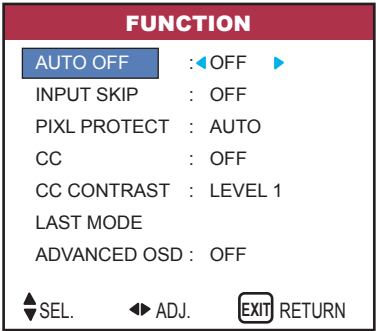 FUNCTION
AUTO OFF : OFF
INPUT SKIP : OFF
PIXL PROTECT : AUTO
CC : OFF
CC CONTRAST : LEVEL 1
LAST MODE
ADVANCED OSD : OFF
SEL. ADJ. EXIT RETURN